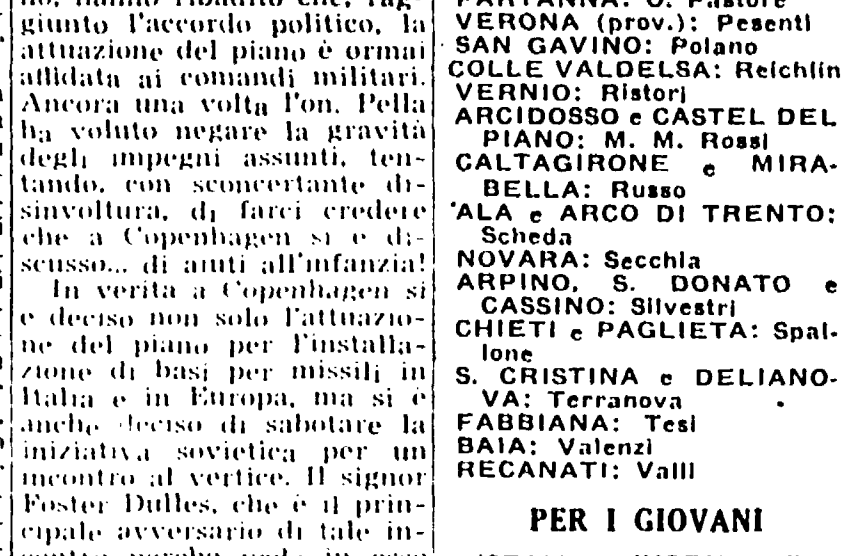 no, hanno ribadito che, rag-
giunto l'accordo politico, la
attuazione del piano è ormai
affidata ai comandi militari.
Ancora una volta l'on. Pella
ha voluto negare la gravità
degli impegni assunti, ten-
tando, con sconcertante di-
sinvoltura, di farci credere
che a Copenhagen si è di-
scusso... di aiuti all'infanzia!
In verità a Copenhagen si
è deciso non solo l'attuazio-
ne del piano per l'installa-
zione di basi per missili in
Italia e in Europa, ma si è
anche deciso di sabotare la
iniziativa sovietica per un
incontro al vertice. Il signor
Foster Dulles, che è il prin-
cipale avversario di tale in-
PARTANNA: G. Pastore
VERONA (prov.): Pesenti
SAN GAVINO: Polano
COLLE VALDELSA: Reichlin
VERNIO: Ristori
ARCIDOSSO e CASTEL DEL
PIANO: M. M. Rossi
CALTAGIRONE e MIRA-
BELLA: Russo
ALA e ARCO DI TRENTO:
Scheda
NOVARA: Secchia
ARPINO, S. DONATO e
CASSINO: Silvestri
CHIETI e PAGLIETA: Spal-
lone
S. CRISTINA e DELIANO-
VA: Terranova
FABBIANA: Tesi
BAIA: Valenzi
RECANATI: Valli
PER I GIOVANI